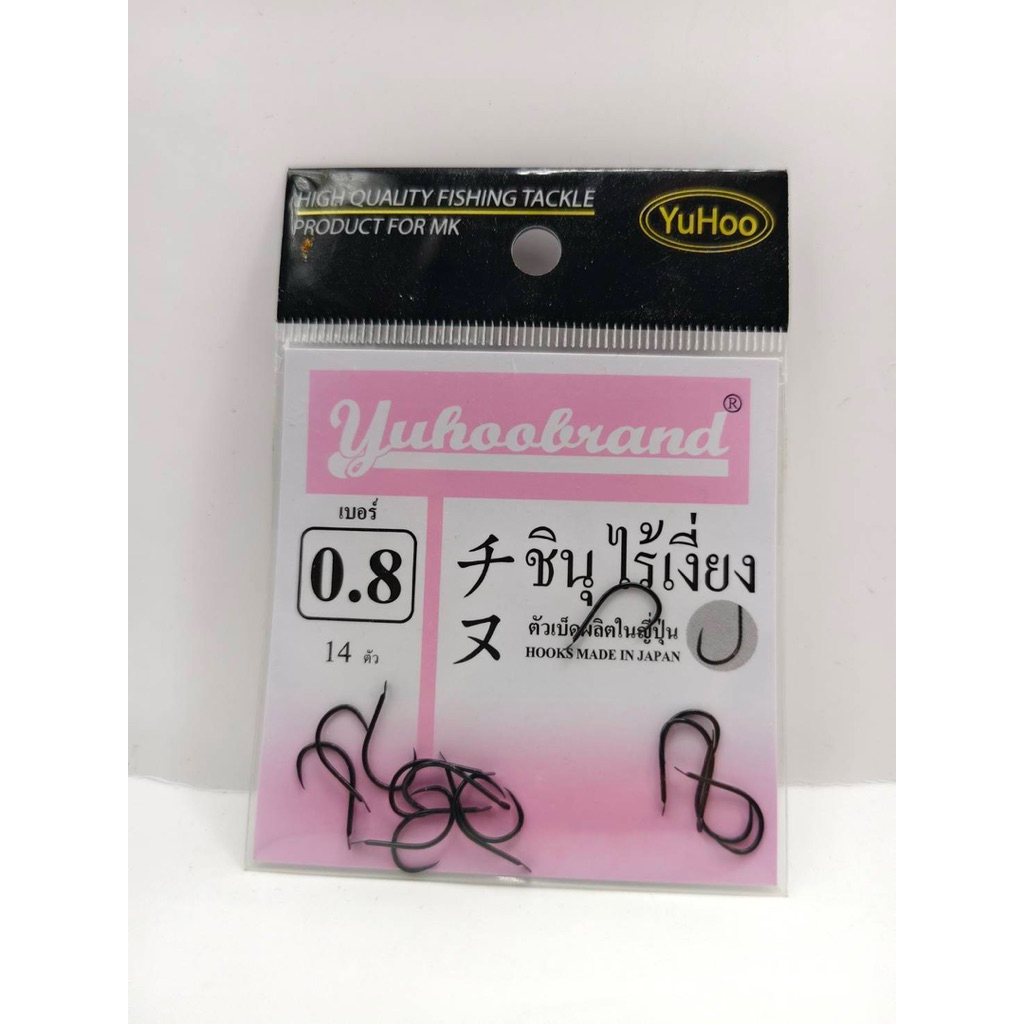 HIGH QUALITY FISHING TACKLE
PRODUCT FOR MK
YuHoo
Yuhoobrand®
เบอร์
0.8
14 ตัว
チヌ
ชินุ ไร้เงี่ยง
ตัวเบ็ดผลิตในญี่ปุ่น
HOOKS MADE IN JAPAN